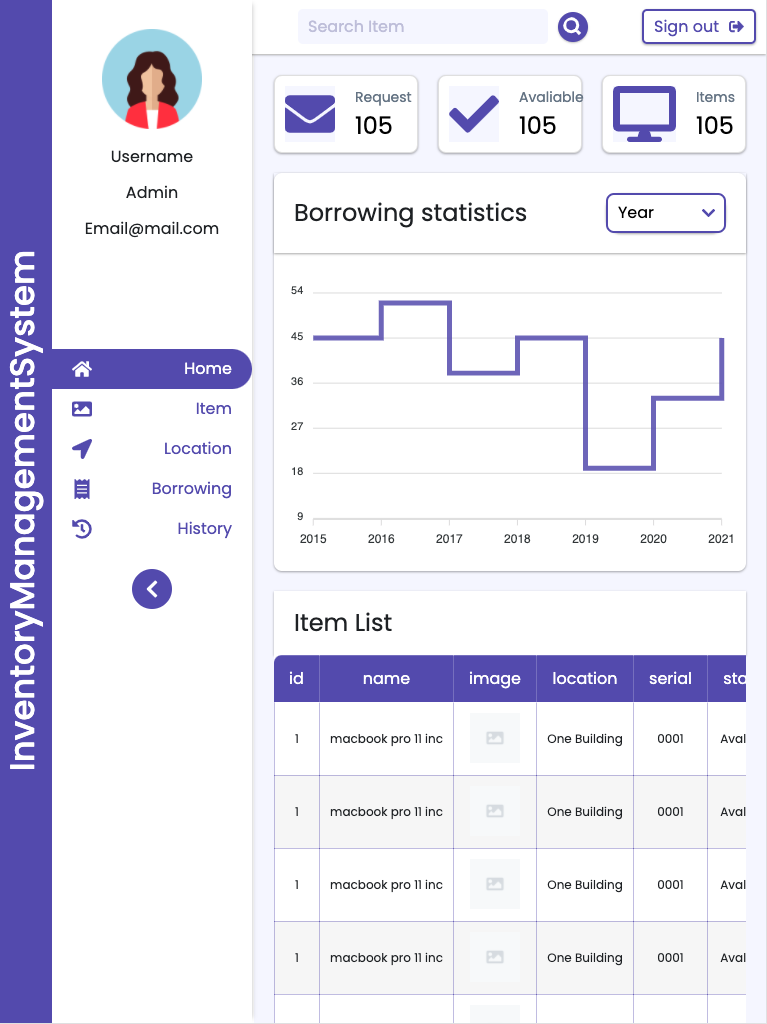 InventoryManagementSystem
Username
Admin
Email@mail.com
Home
Item
Location
Borrowing
History
Search Item
Sign out
Request
105
Avaliable
105
Items
105
Borrowing statistics
Year
54
45
36
27
18
9
2015 2016 2017 2018 2019 2020 2021
Item List
id name image location serial sta
1 macbook pro 11 inc One Building 0001 Aval
1 macbook pro 11 inc One Building 0001 Aval
1 macbook pro 11 inc One Building 0001 Aval
1 macbook pro 11 inc One Building 0001 Aval